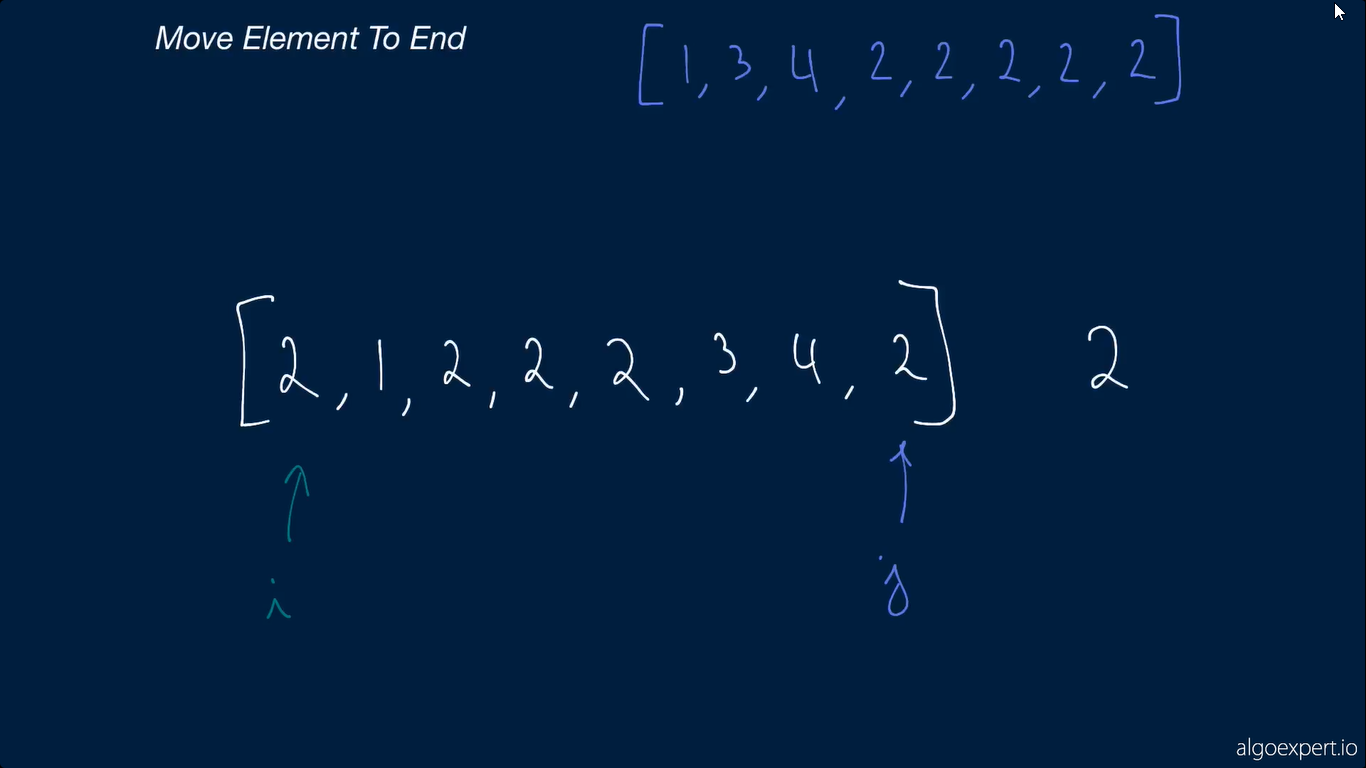 Move Element To End
[1, 3, 4, 2, 2, 2, 2, 2]
[2, 1, 2, 2, 2, 3, 4, 2] 2
i j
algoexpert.io